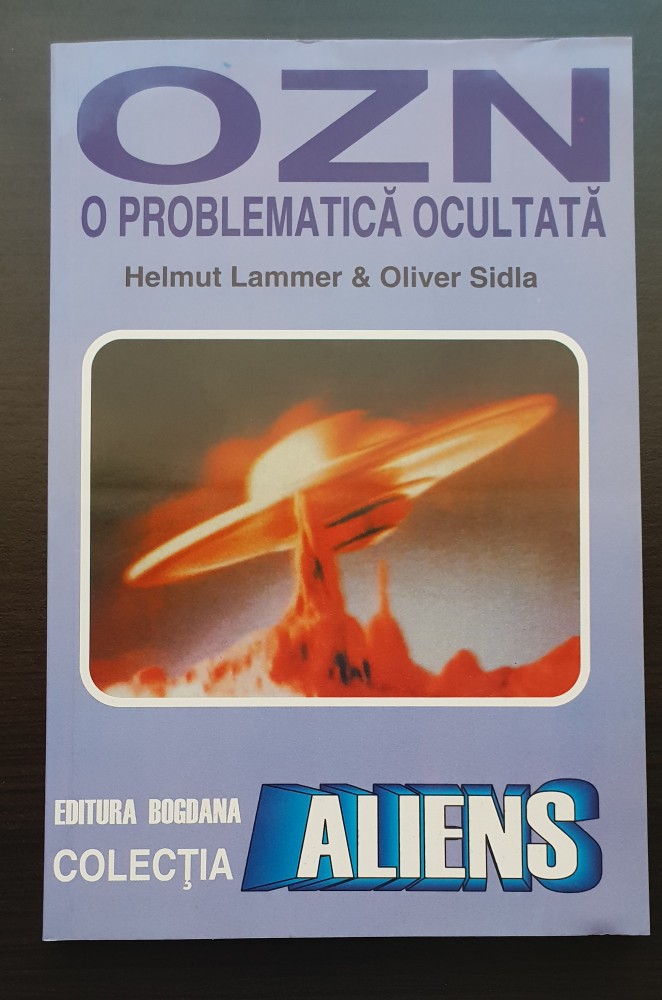 OZN
O PROBLEMATICĂ OCULTATĂ
Helmut Lammer & Oliver Sidla
EDITURA BOGDANA
COLECŢIA
ALIENS